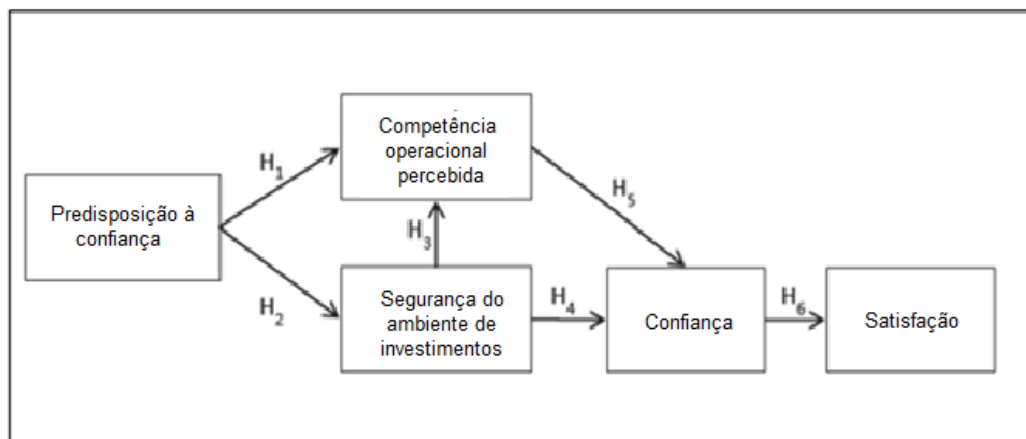 Competência
operacional
percebida
H1
H5
Predisposição à
confiança
H3
H2
Segurança do
ambiente de
investimentos
H4
Confiança
H6
Satisfação